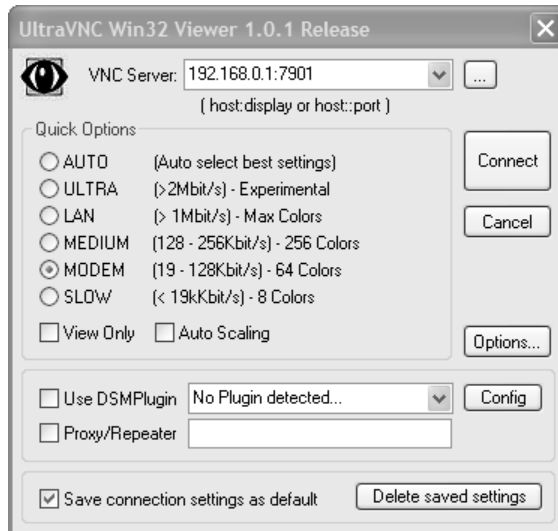 UltraVNC Win32 Viewer 1.0.1 Release
VNC Server: 192.168.0.1:7901 ...
( host:display or host::port )
Quick Options
AUTO (Auto select best settings)
ULTRA (>2Mbit/s) - Experimental
LAN (> 1Mbit/s) - Max Colors
MEDIUM (128 - 256Kbit/s) - 256 Colors
MODEM (19 - 128Kbit/s) - 64 Colors
SLOW (< 19kKbit/s) - 8 Colors
View Only Auto Scaling
Connect
Cancel
Options...
Use DSMPlugin No Plugin detected... Config
Proxy/Repeater
Save connection settings as default Delete saved settings